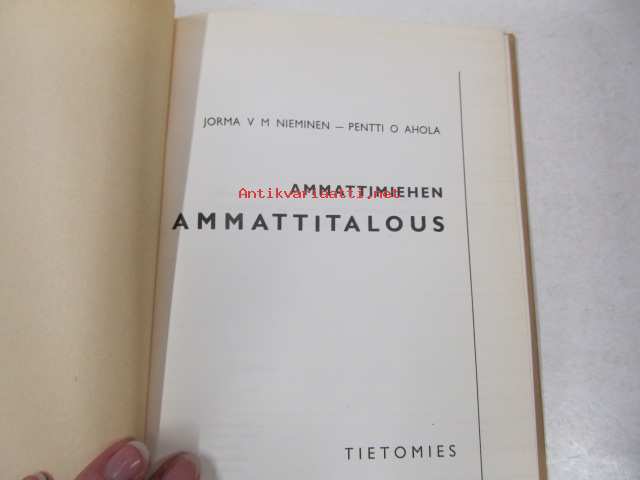 JORMA V M NIEMINEN — PENTTI O AHOLA
AMMATTIMIEHEN
Antikvariaatti.net
AMMATTITALOUS
TIETOMIES